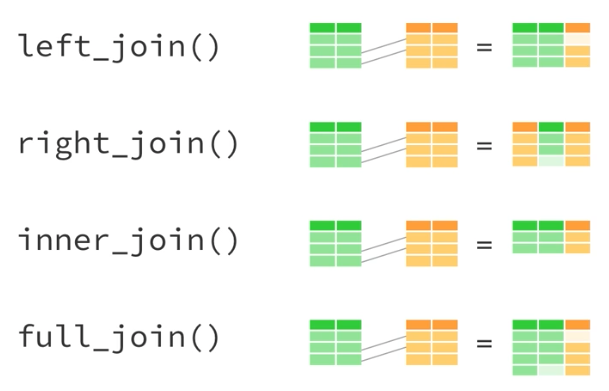 left_join() =
right_join() =
inner_join() =
full_join() =